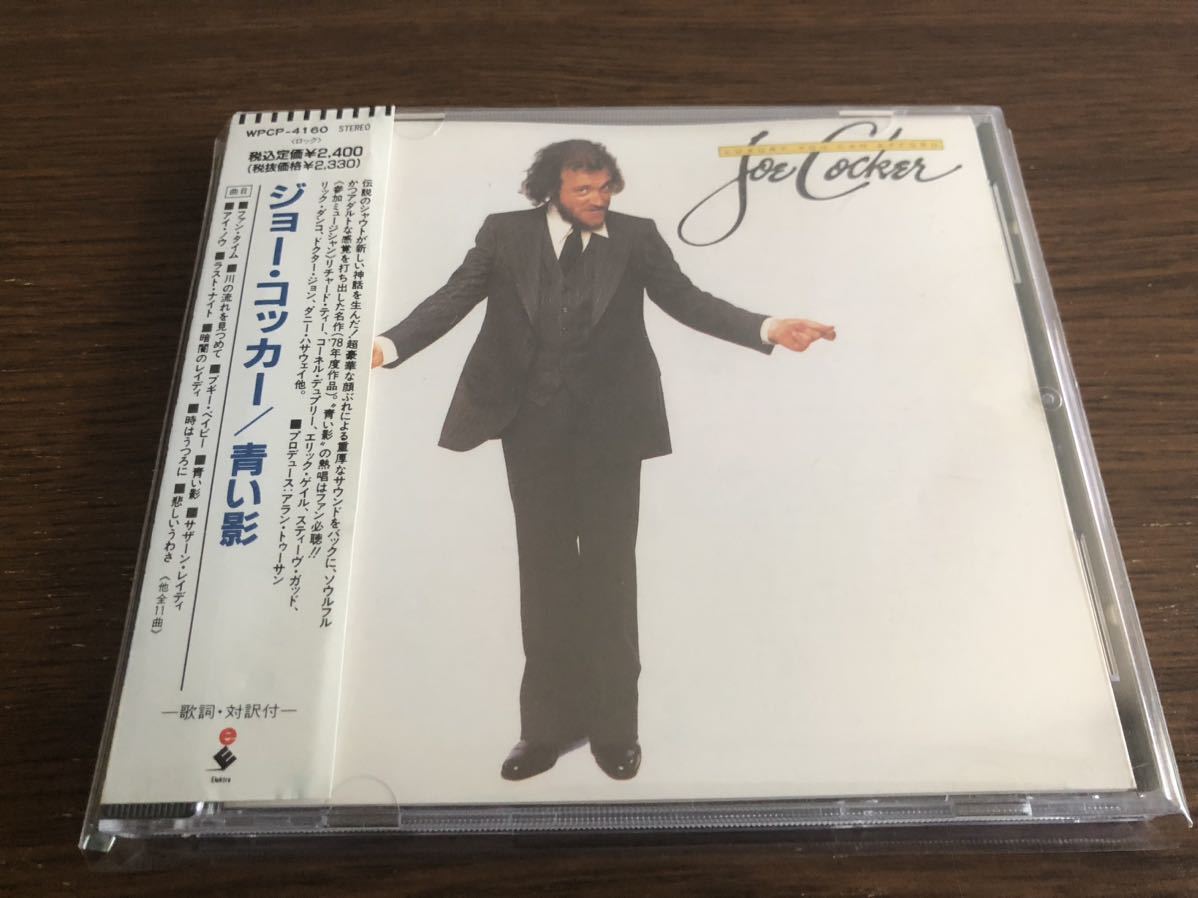 WPCP-4160 STEREO
〈ロック〉
税込定価¥2,400
(税抜価格¥2,330)
ジョー・コッカー/青い影
伝説のシャウトが新しい神話を生んだ!超豪華な顔ぶれによる重厚なサウンドをバックに、ソウルフル
かつアダルトな感覚を打ち出した名作('78年度作品)。“青い影”の熱唱はファン必聴!!
《参加ミュージシャン》リチャード・ティー、コーネル・デュプリー、エリック・ゲイル、スティーヴ・ガッド、
リック・ダンコ、ドクター・ジョン、ダニー・ハサウェイ他。
■プロデュース:アラン・トゥーサン
曲目
■ファン・タイム ■川の流れを見つめて ■ブギー・ベイビー ■青い影 ■サザーン・レイディ
■アイ・ノウ ■ラスト・ナイト ■暗闇のレイディ ■時はうつろに ■悲しいうわさ 《他全11曲》
—歌詞・対訳付—
e
E
Elektra
LUXURY YOU CAN AFFORD
Joe Cocker